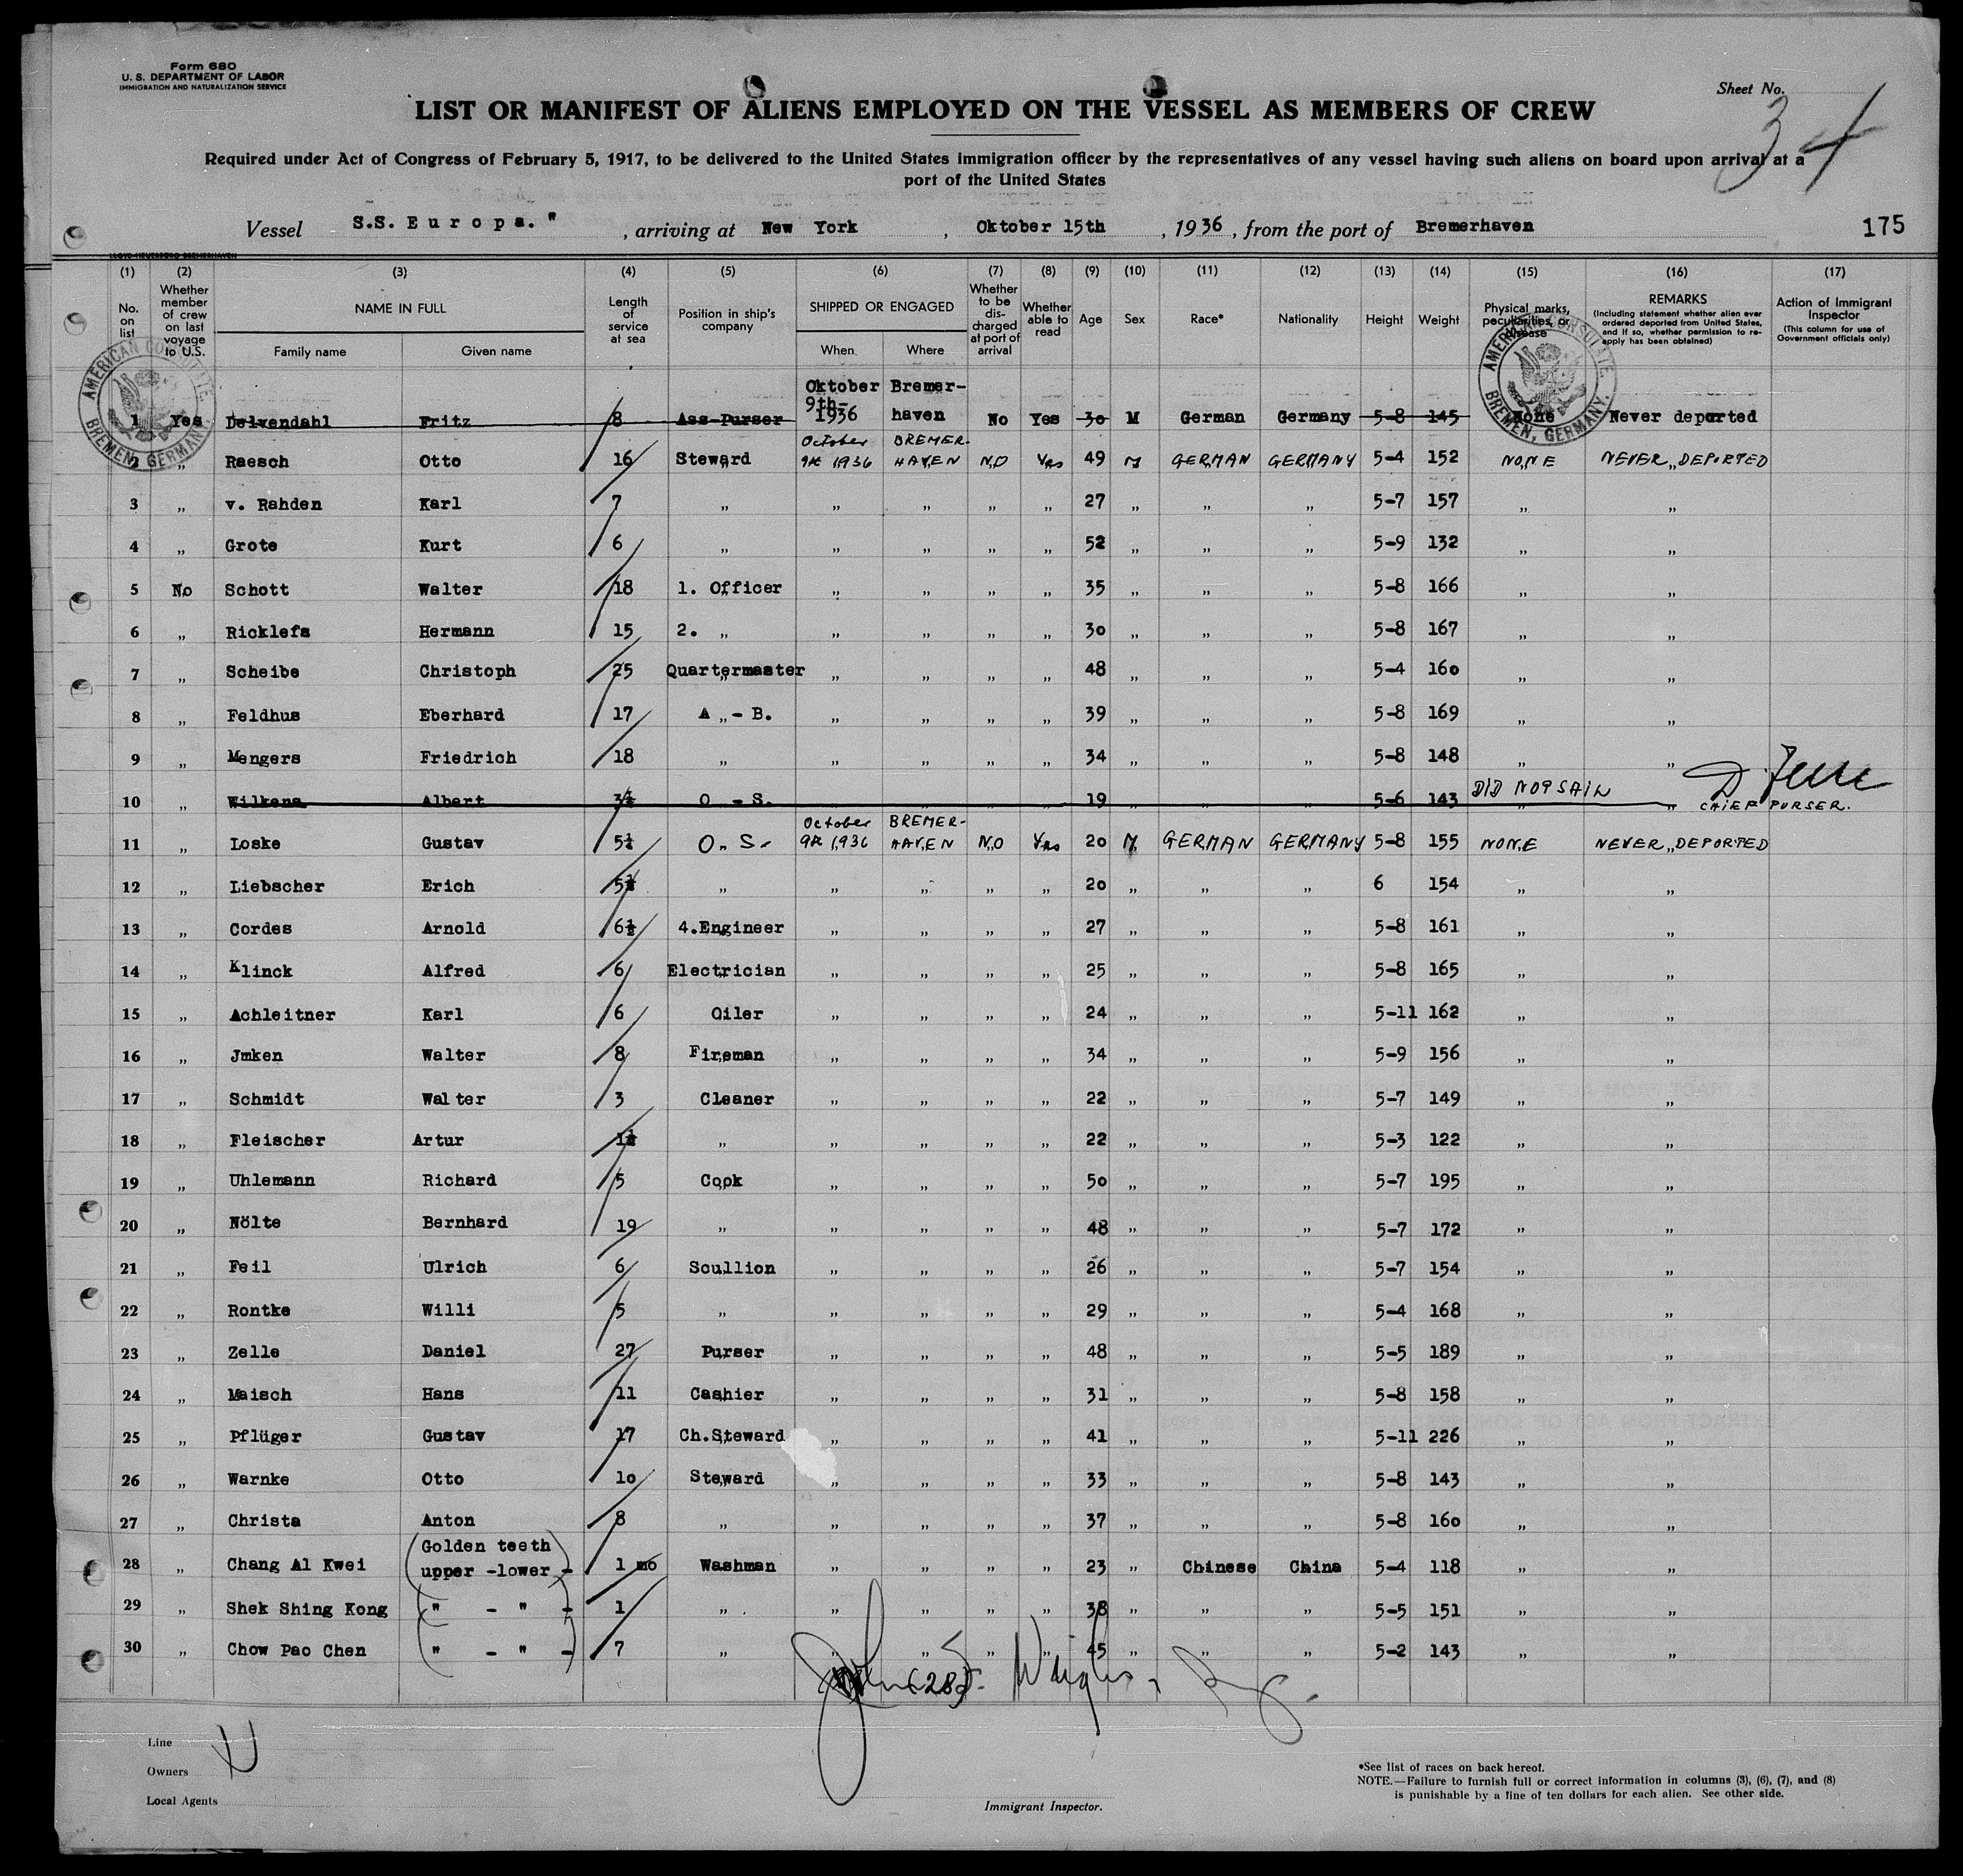 Form 680
U. S. DEPARTMENT OF LABOR
IMMIGRATION AND NATURALIZATION SERVICE
Sheet No.
34
LIST OR MANIFEST OF ALIENS EMPLOYED ON THE VESSEL AS MEMBERS OF CREW
Required under Act of Congress of February 5, 1917, to be delivered to the United States immigration officer by the representatives of any vessel having such aliens on board upon arrival at a
port of the United States
Vessel S.S. Europa." , arriving at New York , Oktober 15th , 1936 , from the port of Bremerhaven 175
(1) (2) (3) (4) (5) (6) (7) (8) (9) (10) (11) (12) (13) (14) (15) (16) (17)
No. on list Whether member of crew on last voyage to U.S. NAME IN FULL Length of service at sea Position in ship's company SHIPPED OR ENGAGED Whether to be discharged at port of arrival Whether able to read Age Sex Race* Nationality Height Weight Physical marks, peculiarities, or disease REMARKS (Including statement whether alien ever ordered deported from United States, and if so, whether permission to reapply has been obtained) Action of Immigrant Inspector (This column for use of Government officials only)
Family name Given name When Where
AMERICAN CONSULATE BREMEN, GERMANY.
AMERICAN CONSULATE BREMEN, GERMANY.
Oktober Bremer-
9th-
1 Yes Delvendahl Fritz 8 Ass-Purser 1936 haven No Yes 30 M German Germany 5-8 145 None Never deported
October BREMER-
2 „ Raesch Otto 16 Steward 9th 1936 HAVEN NO Yes 49 M GERMAN GERMANY 5-4 152 NONE NEVER DEPORTED
3 „ v. Rahden Karl 7 „ „ „ „ „ 27 „ „ „ 5-7 157 „ „
4 „ Grote Kurt 6 „ „ „ „ „ 52 „ „ „ 5-9 132 „ „
5 No Schott Walter 18 1. Officer „ „ „ „ 35 „ „ „ 5-8 166 „ „
6 „ Ricklefs Hermann 15 2. „ „ „ „ „ 30 „ „ „ 5-8 167 „ „
7 „ Scheibe Christoph 25 Quartermaster „ „ „ „ 48 „ „ „ 5-4 160 „ „
8 „ Feldhus Eberhard 17 A - B. „ „ „ „ 39 „ „ „ 5-8 169 „ „
9 „ Mengers Friedrich 18 „ „ „ „ „ 34 „ „ „ 5-8 148 „ „
10 „ Wilkens Albert 3½ O - S. 19 5-6 143 DID NOT SAIL „ CHIEF PURSER.
October BREMER-
11 „ Loske Gustav 5½ O. S. 9th 1936 HAVEN NO Yes 20 M GERMAN GERMANY 5-8 155 NONE NEVER DEPORTED
12 „ Liebscher Erich 5½ „ „ „ „ „ 20 „ „ „ 6 154 „ „
13 „ Cordes Arnold 6½ 4.Engineer „ „ „ „ 27 „ „ „ 5-8 161 „ „
14 „ Klinck Alfred 6 Electrician „ „ „ „ 25 „ „ „ 5-8 165 „ „
15 „ Achleitner Karl 6 Oiler „ „ „ „ 24 „ „ „ 5-11 162 „ „
16 „ Jmken Walter 8 Fireman „ „ „ „ 34 „ „ „ 5-9 156 „ „
17 „ Schmidt Walter 3 Cleaner „ „ „ „ 22 „ „ „ 5-7 149 „ „
18 „ Fleischer Artur 1½ „ „ „ „ „ 22 „ „ „ 5-3 122 „ „
19 „ Uhlemann Richard 5 Cook „ „ „ „ 50 „ „ „ 5-7 195 „ „
20 „ Nölte Bernhard 19 „ „ „ „ „ 48 „ „ „ 5-7 172 „ „
21 „ Feil Ulrich 6 Scullion „ „ „ „ 26 „ „ „ 5-7 154 „ „
22 „ Rontke Willi 5 „ „ „ „ „ 29 „ „ „ 5-4 168 „ „
23 „ Zelle Daniel 27 Purser „ „ „ „ 48 „ „ „ 5-5 189 „ „
24 „ Maisch Hans 11 Cashier „ „ „ „ 31 „ „ „ 5-8 158 „ „
25 „ Pflüger Gustav 17 Ch.Steward „ „ „ „ 41 „ „ „ 5-11 226 „ „
26 „ Warnke Otto 10 Steward „ „ „ „ 33 „ „ „ 5-8 143 „ „
27 „ Christa Anton 8 „ „ „ „ „ 37 „ „ „ 5-8 160 „ „
(Golden teeth
28 „ Chang Al Kwei upper -lower)- 1 mo Washman „ „ „ „ 23 „ Chinese China 5-4 118 „ „
29 „ Shek Shing Kong (" - " )- 1 „ „ „ „ „ 38 „ „ „ 5-5 151 „ „
30 „ Chow Pao Chen (" - " -) 7 „ „ „ „ „ 45 „ „ „ 5-2 143 „ „
(28)
Line
Owners
Local Agents
Immigrant Inspector.
*See list of races on back hereof.
NOTE.—Failure to furnish full or correct information in columns (3), (6), (7), and (8)
is punishable by a fine of ten dollars for each alien. See other side.